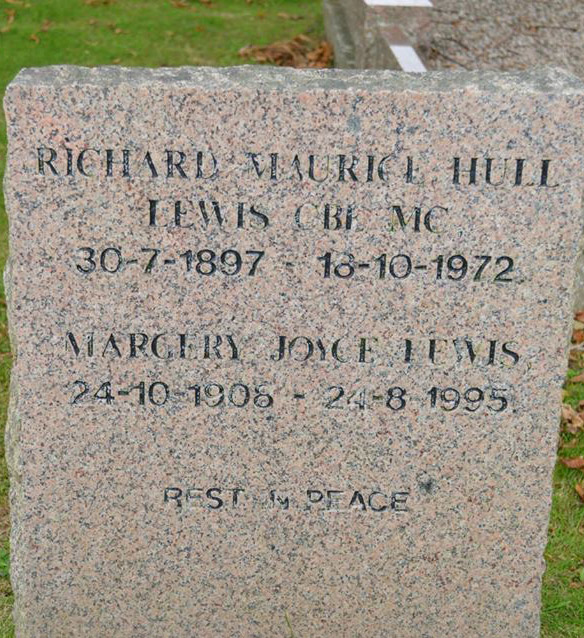 RICHARD MAURICE HULL
LEWIS CBE MC
30-7-1897 - 18-10-1972
MARGERY JOYCE LEWIS
24-10-1908 - 24-8-1995
REST IN PEACE